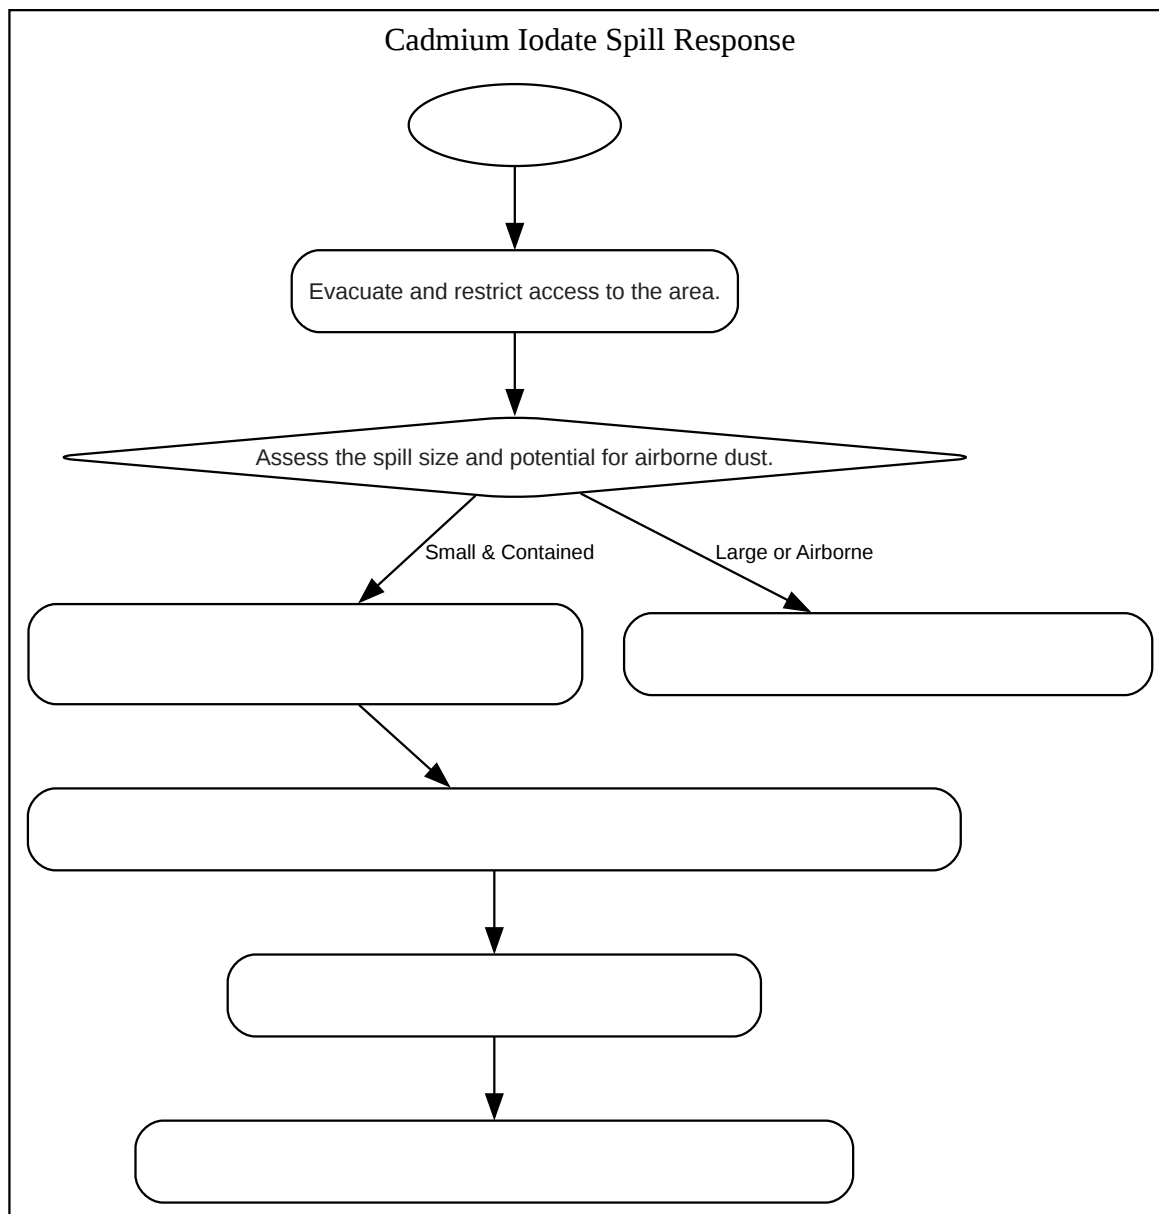 Cadmium Iodate Spill Response
Evacuate and restrict access to the area.
Assess the spill size and potential for airborne dust.
Small & Contained
Large or Airborne